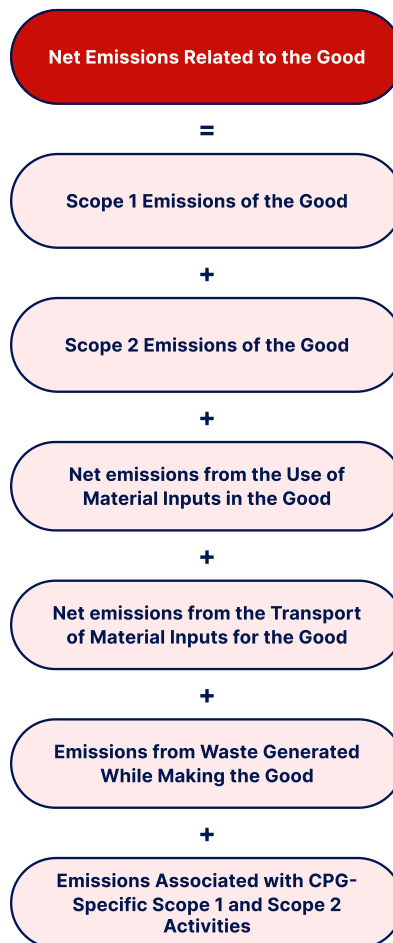 Net Emissions Related to the Good
=
Scope 1 Emissions of the Good
+
Scope 2 Emissions of the Good
+
Net emissions from the Use of
Material Inputs in the Good
+
Net emissions from the Transport
of Material Inputs for the Good
+
Emissions from Waste Generated
While Making the Good
+
Emissions Associated with CPG-
Specific Scope 1 and Scope 2
Activities